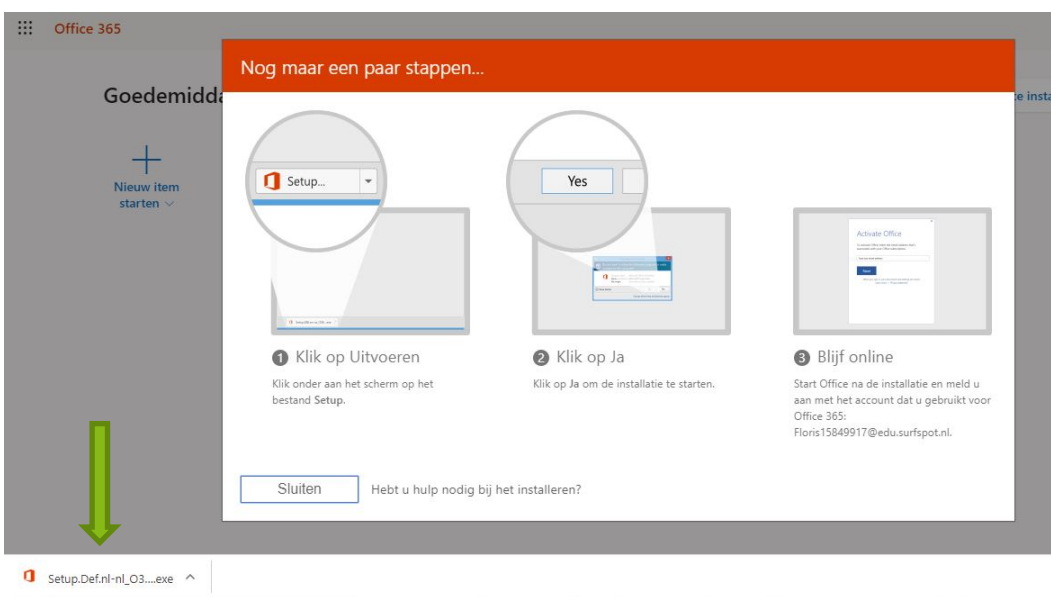 Office 365
Nog maar een paar stappen...
Goedemidda
te insta
Nieuw item
starten
Setup...
Yes
Activate Office
1 Klik op Uitvoeren
Klik onder aan het scherm op het
bestand Setup.
2 Klik op Ja
Klik op Ja om de installatie te starten.
3 Blijf online
Start Office na de installatie en meld u
aan met het account dat u gebruikt voor
Office 365:
Floris15849917@edu.surfspot.nl.
Sluiten
Hebt u hulp nodig bij het installeren?
Setup.Def.nl-nl_O3....exe